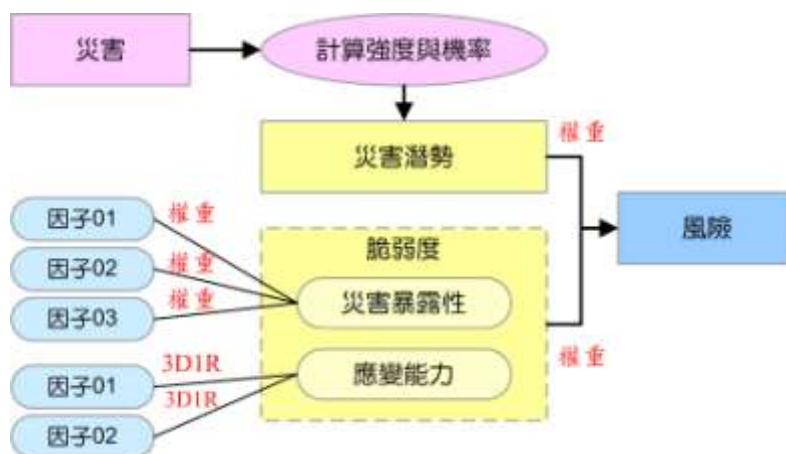 災害
計算強度與機率
災害潛勢
權重
因子01
權重
因子02
權重
因子03
權重
脆弱度
災害暴露性
風險
因子01
3D1R
因子02
3D1R
應變能力
權重